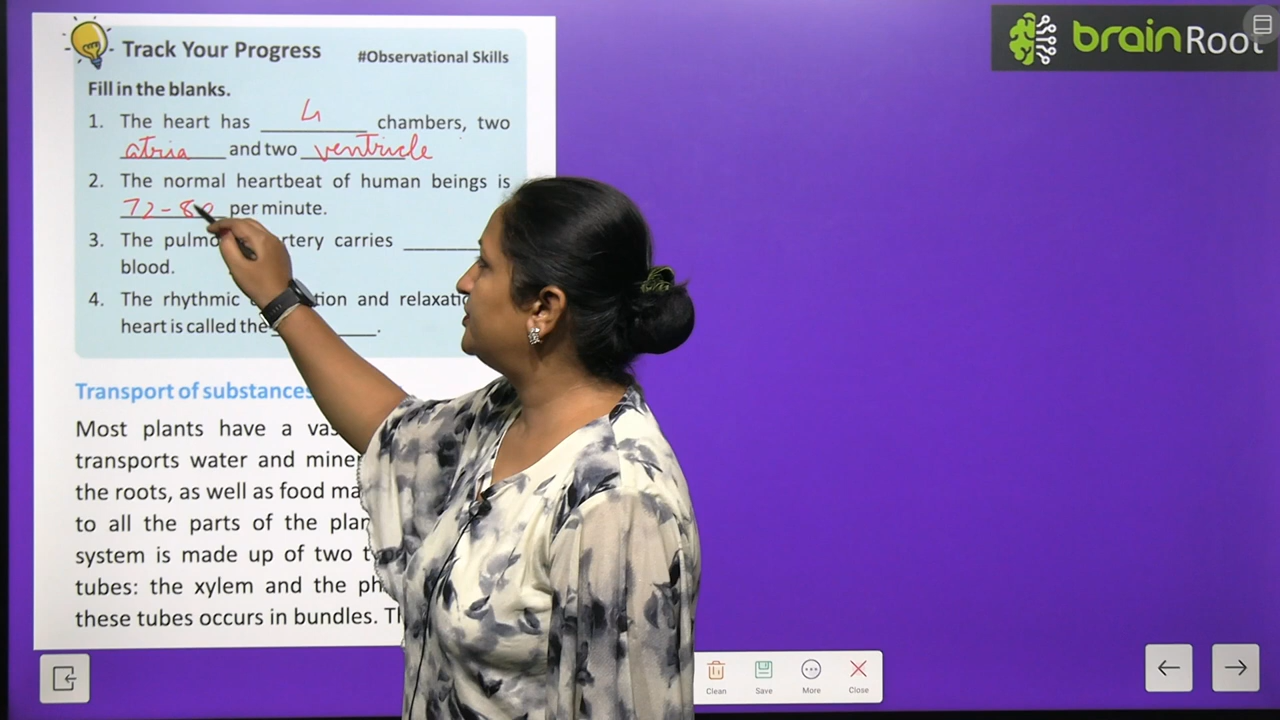 brainRoot
Track Your Progress #Observational Skills
Fill in the blanks.
1. The heart has 4 chambers, two
atria and two ventricle
2. The normal heartbeat of human beings is
72-80 per minute.
3. The pulmo rtery carries
blood.
4. The rhythmic tion and relaxati
heart is called the .
Transport of substances
Most plants have a vas
transports water and mine
the roots, as well as food ma
to all the parts of the plan
system is made up of two t
tubes: the xylem and the ph
these tubes occurs in bundles. Th
Clean Save More Close